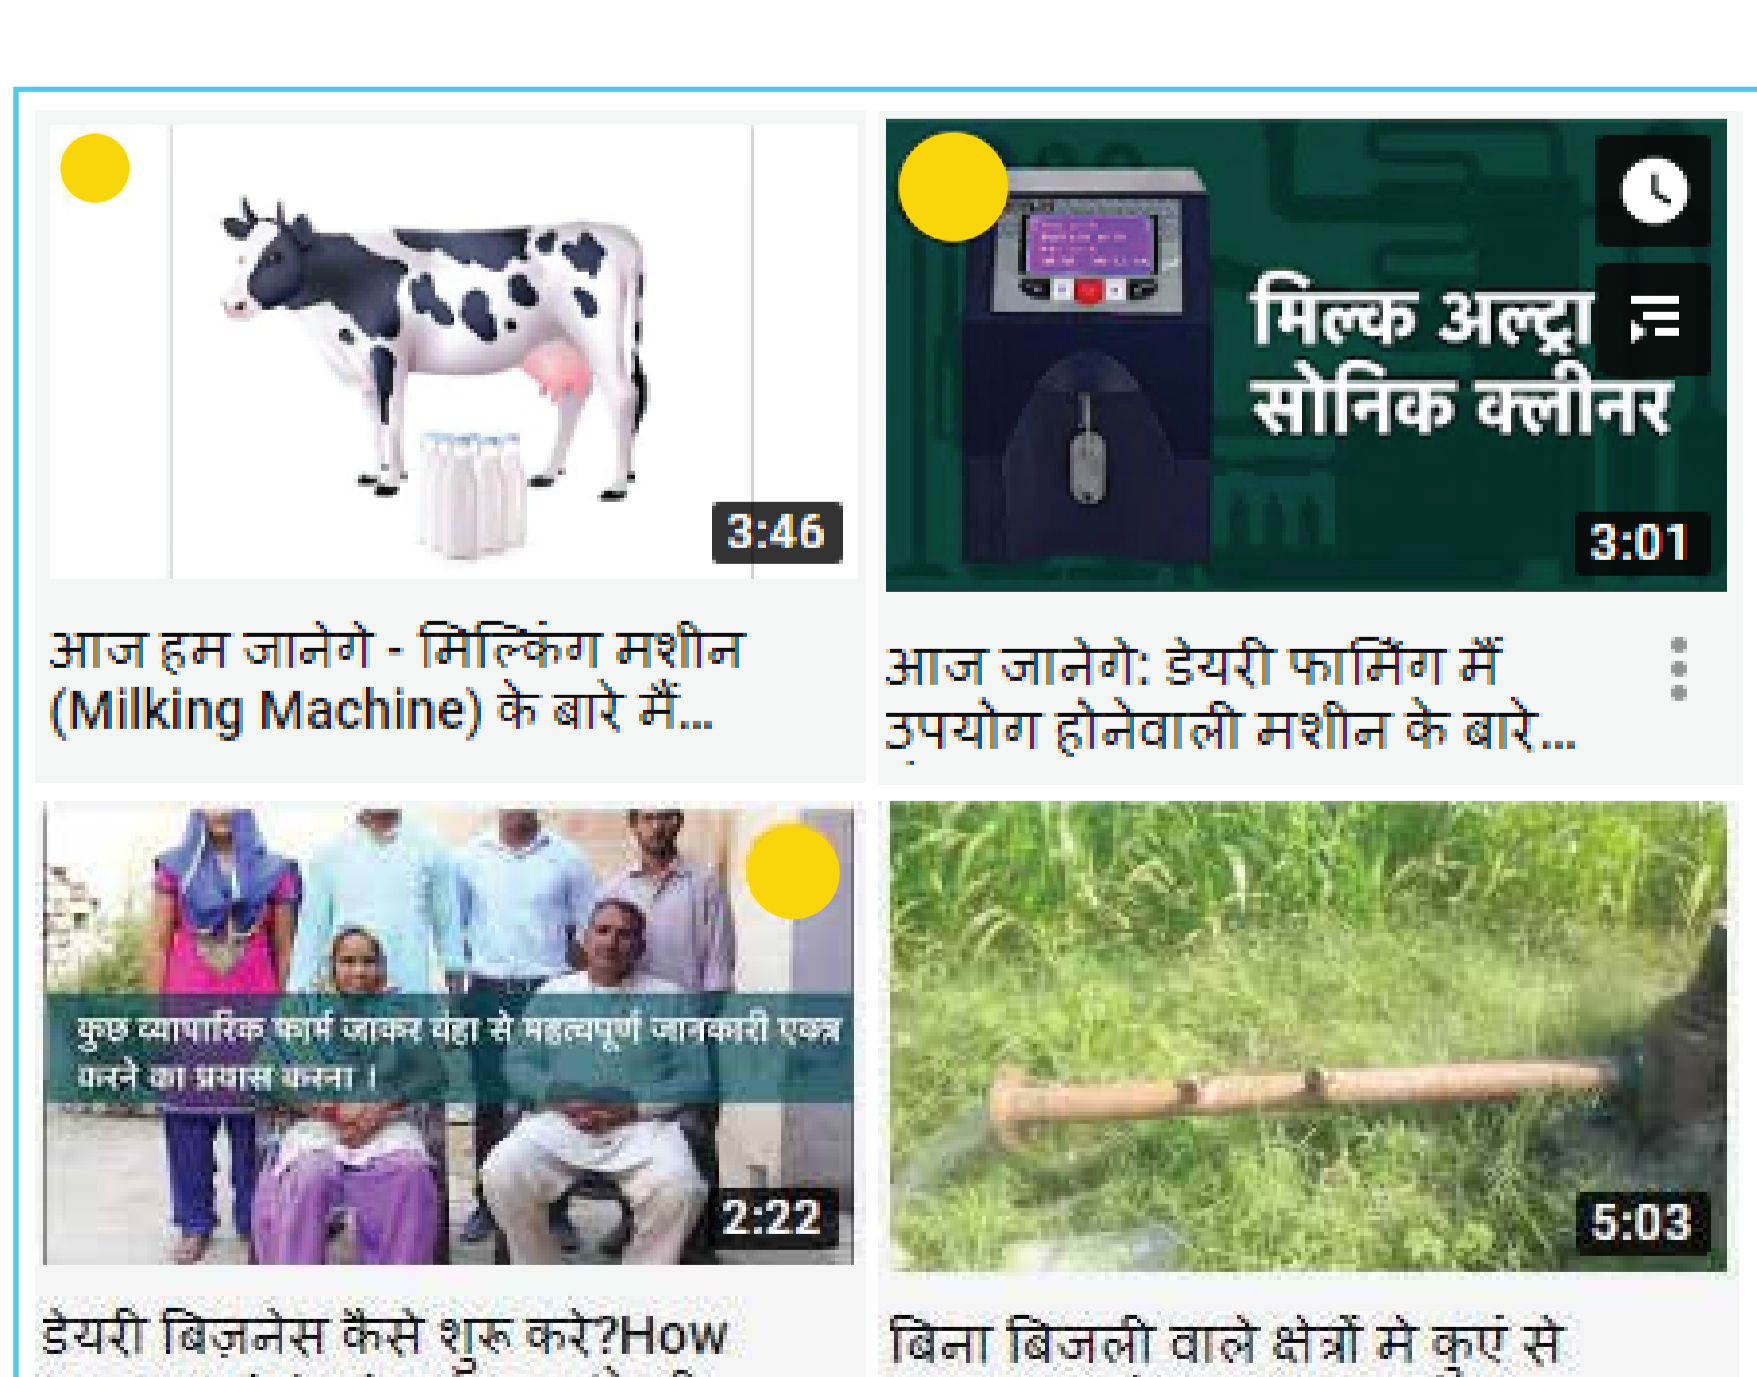 3:46
मिल्क अल्ट्रा
सोनिक क्लीनर
3:01
आज हम जानेगे - मिल्किंग मशीन
(Milking Machine) के बारे मैं...
आज जानेगे: डेयरी फार्मिंग मैं
उपयोग होनेवाली मशीन के बारे...
कुछ व्यापारिक फार्म जाकर वहा से महत्वपूर्ण जानकारी एकत्र
करने का प्रयास करना ।
2:22
5:03
डेयरी बिज़नेस कैसे शुरू करे?How
बिना बिजली वाले क्षेत्रों मे कुएं से